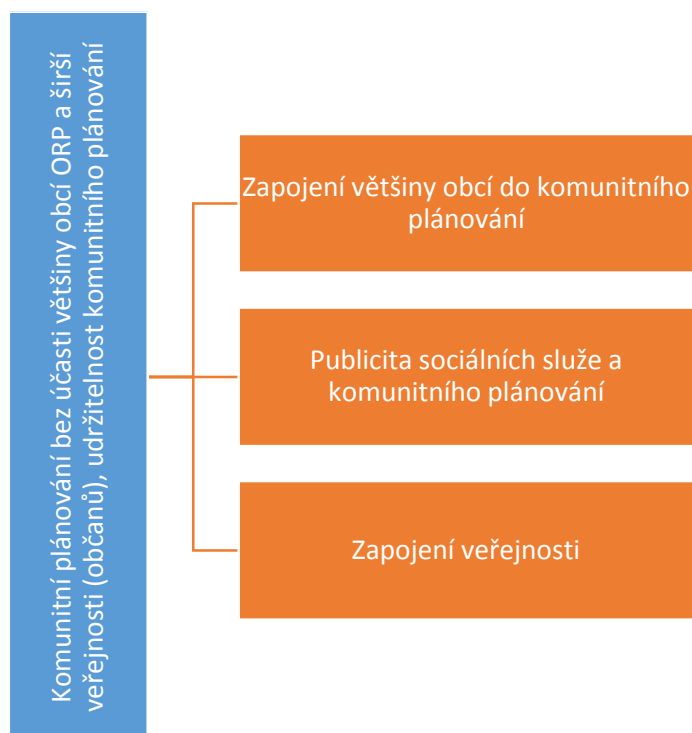 Komunitní plánování bez účasti většiny obcí ORP a širší
veřejnosti (občanů), udržitelnost komunitního plánování
Zapojení většiny obcí do komunitního
plánování
Publicita sociálních služe a
komunitního plánování
Zapojení veřejnosti